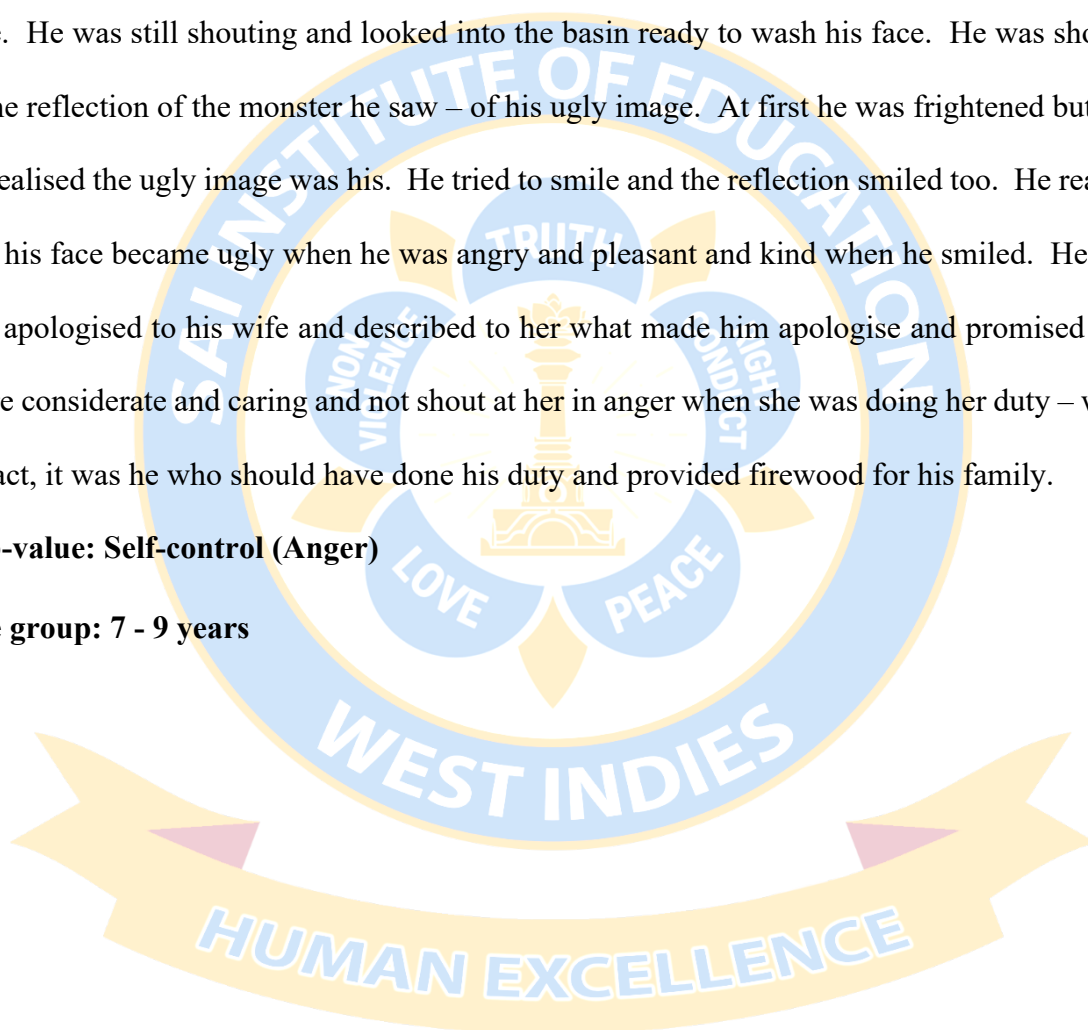 . He was still shouting and looked into the basin ready to wash his face. He was sho
ne reflection of the monster he saw – of his ugly image. At first he was frightened but
ealised the ugly image was his. He tried to smile and the reflection smiled too. He rea
his face became ugly when he was angry and pleasant and kind when he smiled. He
apologised to his wife and described to her what made him apologise and promised
e considerate and caring and not shout at her in anger when she was doing her duty –
act, it was he who should have done his duty and provided firewood for his family.
-value: Self-control (Anger)
group: 7 - 9 years
SAI INSTITUTE OF EDUCATION
TRUTH
NON VIOLENCE
RIGHT CONDUCT
LOVE
PEACE
WEST INDIES
HUMAN EXCELLENCE